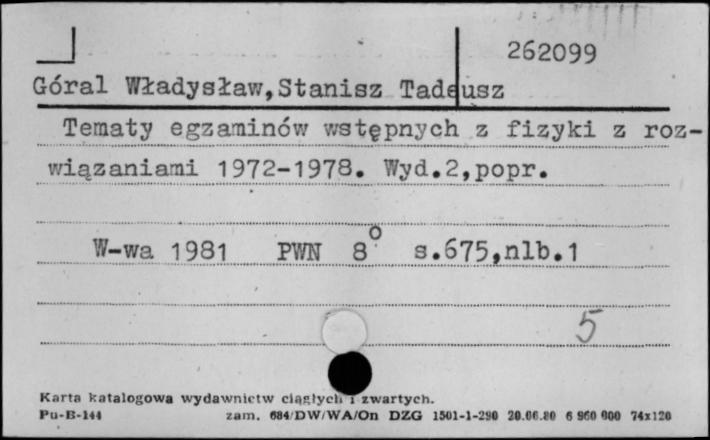 262099
Góral Władysław,Stanisz Tadeusz
Tematy egzaminów wstępnych z fizyki z roz-
wiązaniami 1972-1978. Wyd.2,popr.
W-wa 1981 PWN 8° s.675,nlb.1
5
Karta katalogowa wydawnictw ciągłych i zwartych.
Pu-B-144 zam. 684/DW/WA/On DZG 1501-1-290 20.06.80 6 960 000 74x120